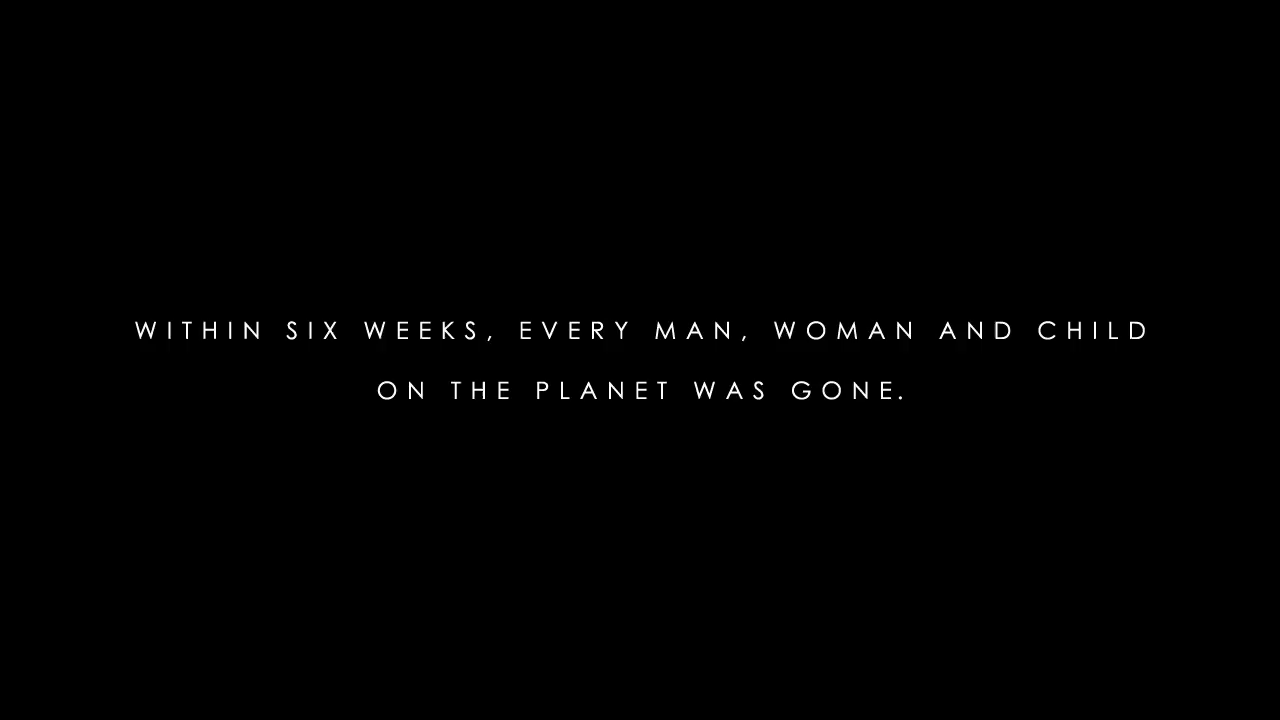 WITHIN SIX WEEKS, EVERY MAN, WOMAN AND CHILD
ON THE PLANET WAS GONE.